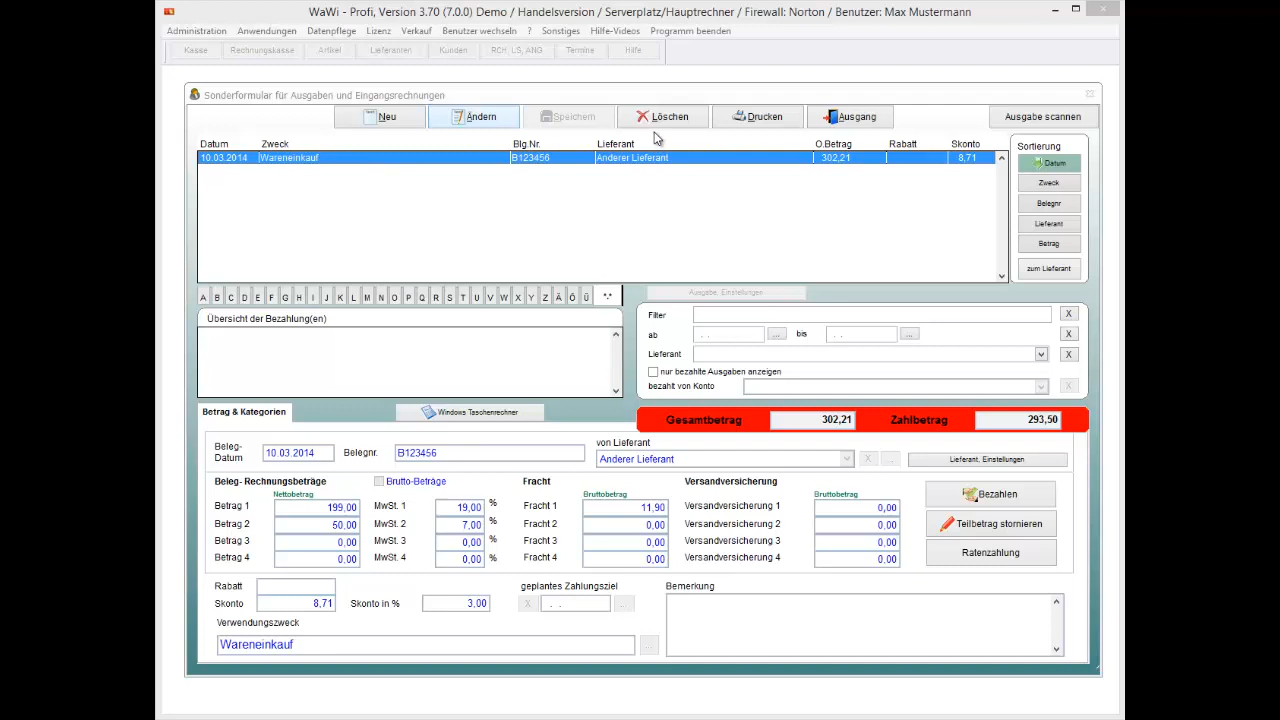 WaWi - Profi, Version 3.70 (7.0.0) Demo / Handelsversion / Serverplatz/Hauptrechner / Firewall: Norton / Benutzer: Max Mustermann
Administration Anwendungen Datenpflege Lizenz Verkauf Benutzer wechseln ? Sonstiges Hilfe-Videos Programm beenden
Kasse Rechnungskasse Artikel Lieferanten Kunden RCH, LS, ANG Termine Hilfe
Sonderformular für Ausgaben und Eingangsrechnungen
Neu Ändern Speichern Löschen Drucken Ausgang Ausgabe scannen
Datum Zweck Blg.Nr. Lieferant O.Betrag Rabatt Skonto
10.03.2014 Wareneinkauf B123456 Anderer Lieferant 302,21 8,71
Sortierung
Datum
Zweck
Belegnr
Lieferant
Betrag
zum Lieferant
A B C D E F G H I J K L M N O P Q R S T U V W X Y Z Ä Ö Ü *.*
Ausgabe, Einstellungen
Übersicht der Bezahlung(en)
Filter X
ab . . ... bis . . ... X
Lieferant X
nur bezahlte Ausgaben anzeigen
bezahlt von Konto X
Betrag & Kategorien Windows Taschenrechner
Gesamtbetrag 302,21 Zahlbetrag 293,50
Beleg-
Datum 10.03.2014 Belegnr. B123456
von Lieferant
Anderer Lieferant X ... Lieferant, Einstellungen
Beleg- Rechnungsbeträge Brutto-Beträge Fracht Versandversicherung
Nettobetrag Bruttobetrag Bruttobetrag
Betrag 1 199,00 MwSt. 1 19,00 % Fracht 1 11,90 Versandversicherung 1 0,00
Betrag 2 50,00 MwSt. 2 7,00 % Fracht 2 0,00 Versandversicherung 2 0,00
Betrag 3 0,00 MwSt. 3 0,00 % Fracht 3 0,00 Versandversicherung 3 0,00
Betrag 4 0,00 MwSt. 4 0,00 % Fracht 4 0,00 Versandversicherung 4 0,00
Bezahlen
Teilbetrag stornieren
Ratenzahlung
Rabatt geplantes Zahlungsziel Bemerkung
Skonto 8,71 Skonto in % 3,00 X . . ...
Verwendungszweck
Wareneinkauf ...